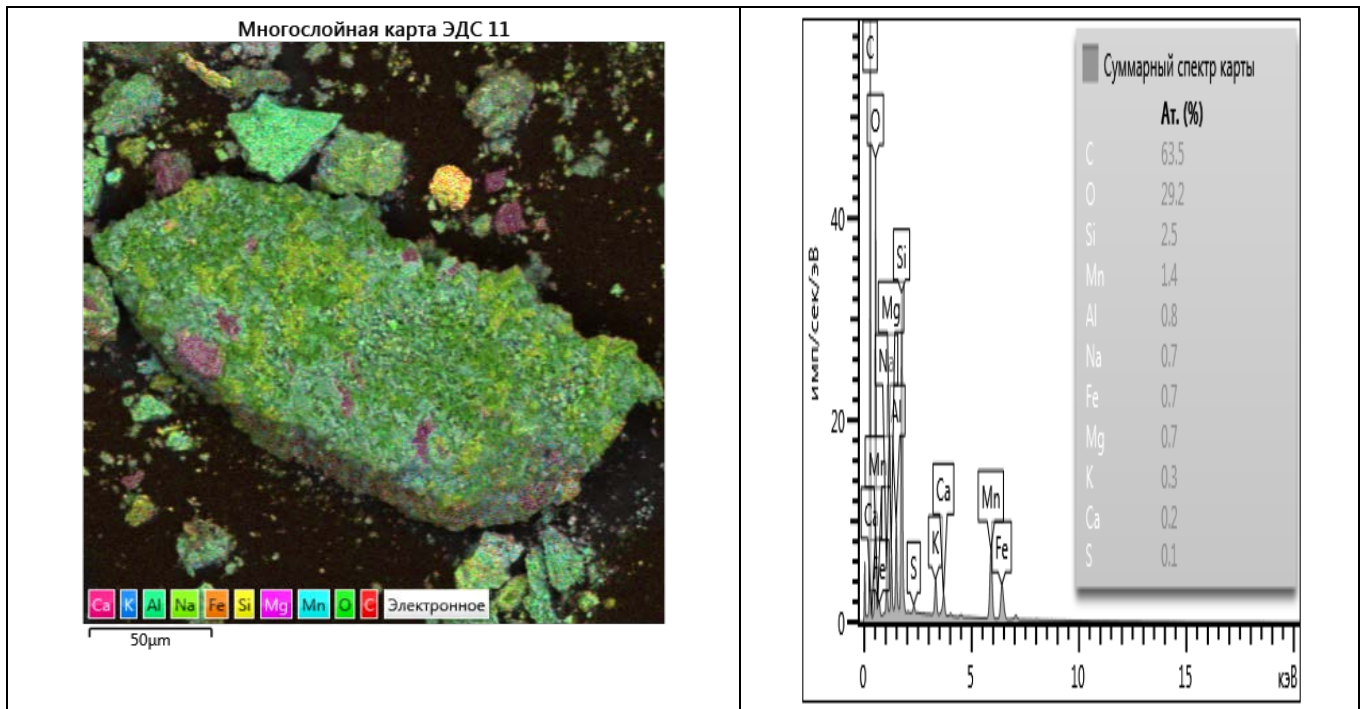 Многослойная карта ЭДС 11
Ca K Al Na Fe Si Mg Mn O C Электронное
50µm
C
O
Si
Mg
Na
Al
Mn
Ca
Fe
S
K
Ca
Mn
Fe
имп/сек/эВ
40
20
0
0 5 10 15 кэВ
Суммарный спектр карты
Ат. (%)
C 63.5
O 29.2
Si 2.5
Mn 1.4
Al 0.8
Na 0.7
Fe 0.7
Mg 0.7
K 0.3
Ca 0.2
S 0.1